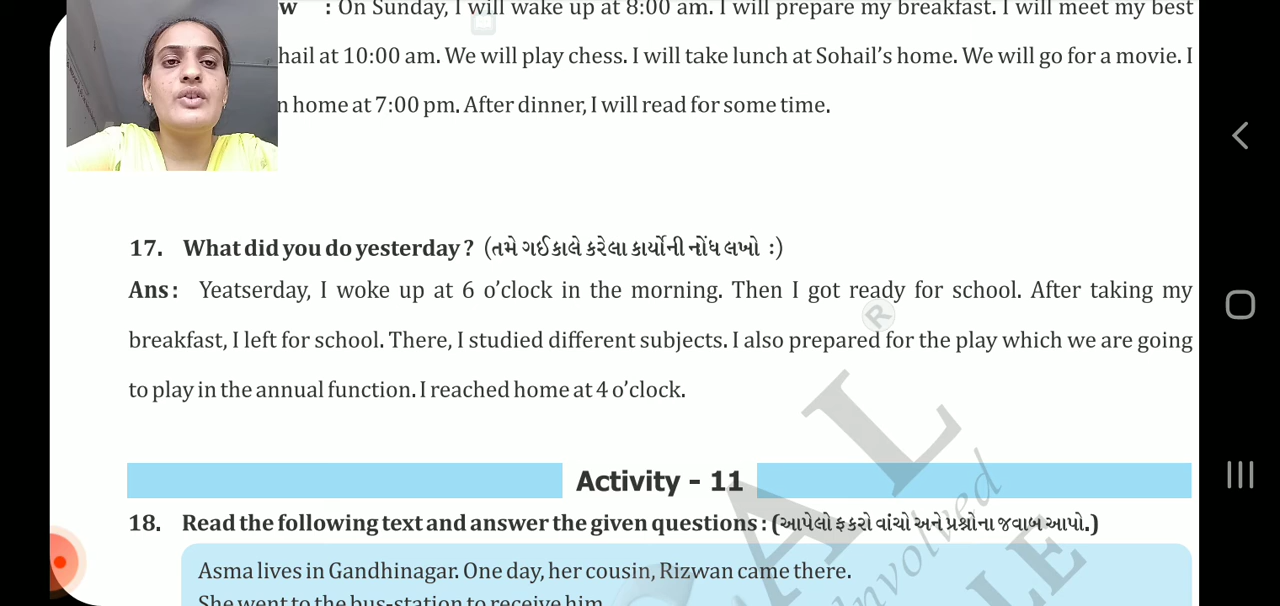 w : On Sunday, I will wake up at 8:00 am. I will prepare my breakfast. I will meet my best
hail at 10:00 am. We will play chess. I will take lunch at Sohail's home. We will go for a movie. I
n home at 7:00 pm. After dinner, I will read for some time.
17. What did you do yesterday? (તમે ગઈકાલે કરેલા કાર્યોની નોંધ લખો :)
Ans: Yeatserday, I woke up at 6 o'clock in the morning. Then I got ready for school. After taking my
breakfast, I left for school. There, I studied different subjects. I also prepared for the play which we are going
to play in the annual function. I reached home at 4 o'clock.
Activity - 11
18. Read the following text and answer the given questions : (આપેલો ફકરો વાંચો અને પ્રશ્નોના જવાબ આપો.)
Asma lives in Gandhinagar. One day, her cousin, Rizwan came there.
She went to the bus-station to receive him.